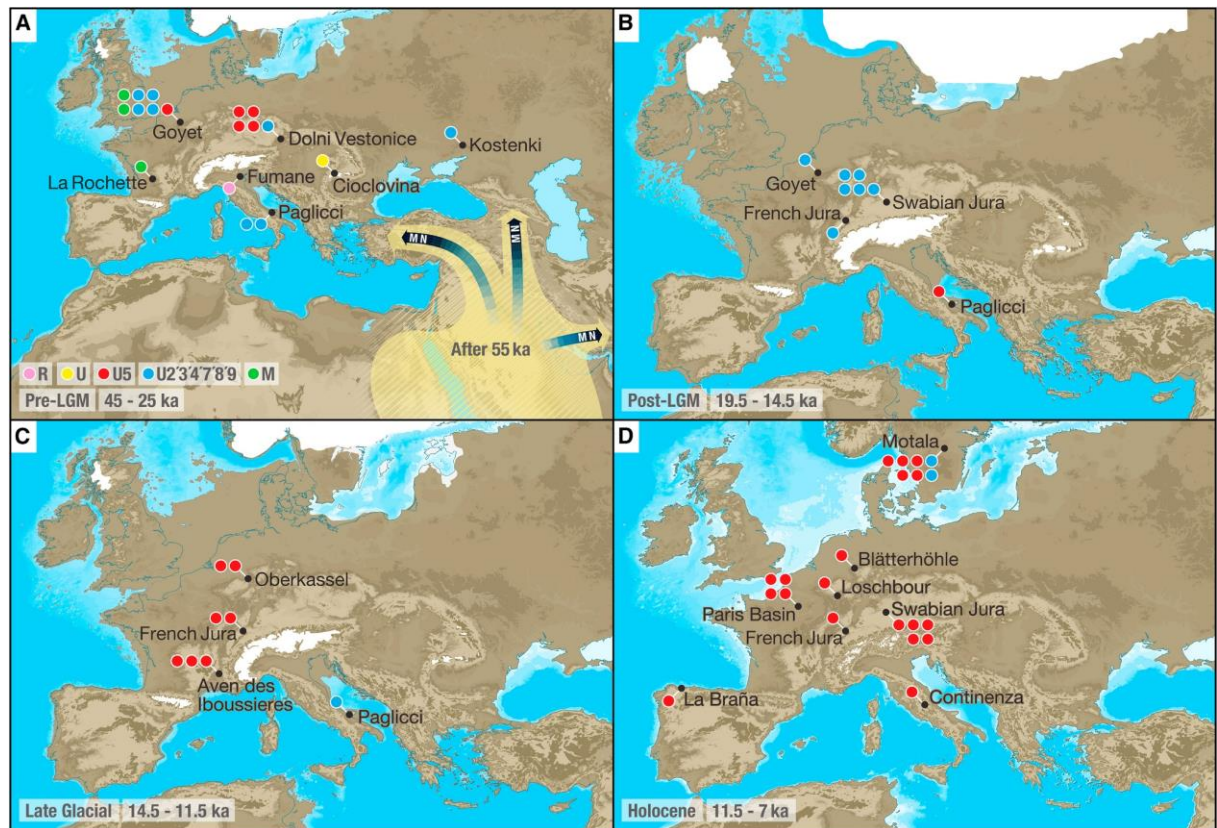 A
Goyet
Dolni Vestonice
Kostenki
La Rochette
Fumane
Cioclovina
Paglicci
M N
M N
M N
After 55 ka
R U U5 U2´3´4´7´8´9 M
Pre-LGM 45 - 25 ka
B
Goyet
Swabian Jura
French Jura
Paglicci
Post-LGM 19.5 - 14.5 ka
C
Oberkassel
French Jura
Aven des
Iboussieres
Paglicci
Late Glacial 14.5 - 11.5 ka
D
Motala
Blätterhöhle
Loschbour
Paris Basin
Swabian Jura
French Jura
La Braña
Continenza
Holocene 11.5 - 7 ka